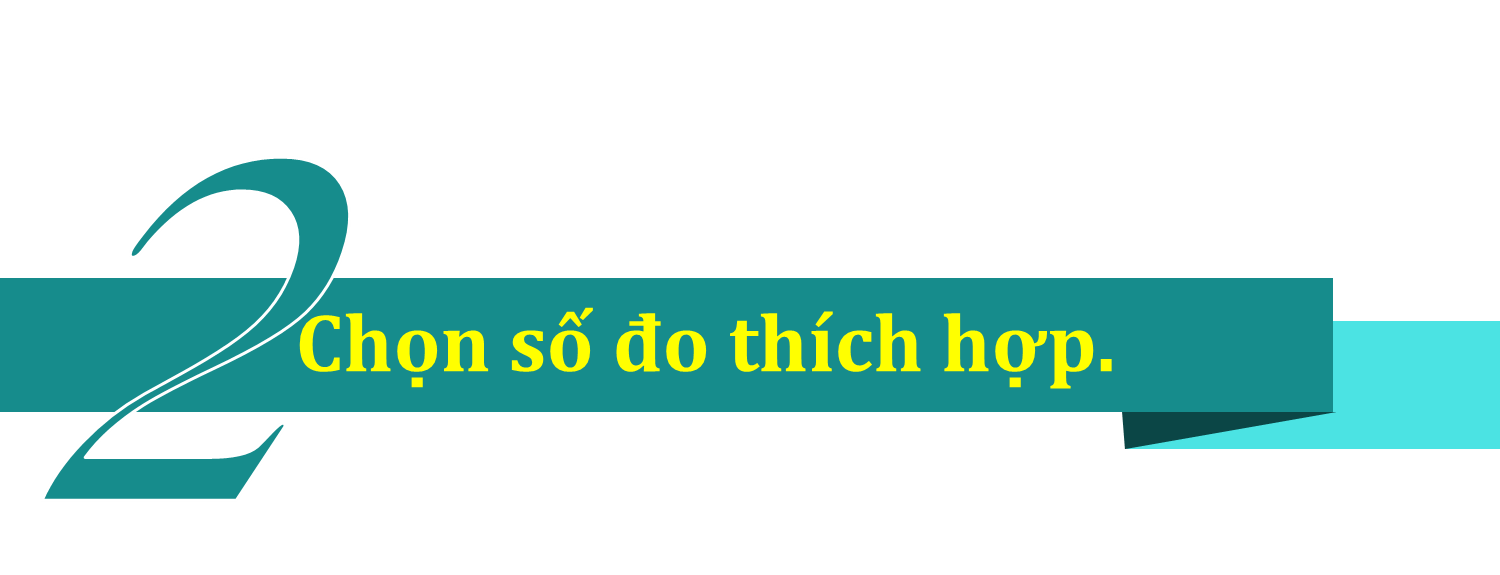 2 Chọn số đo thích hợp.